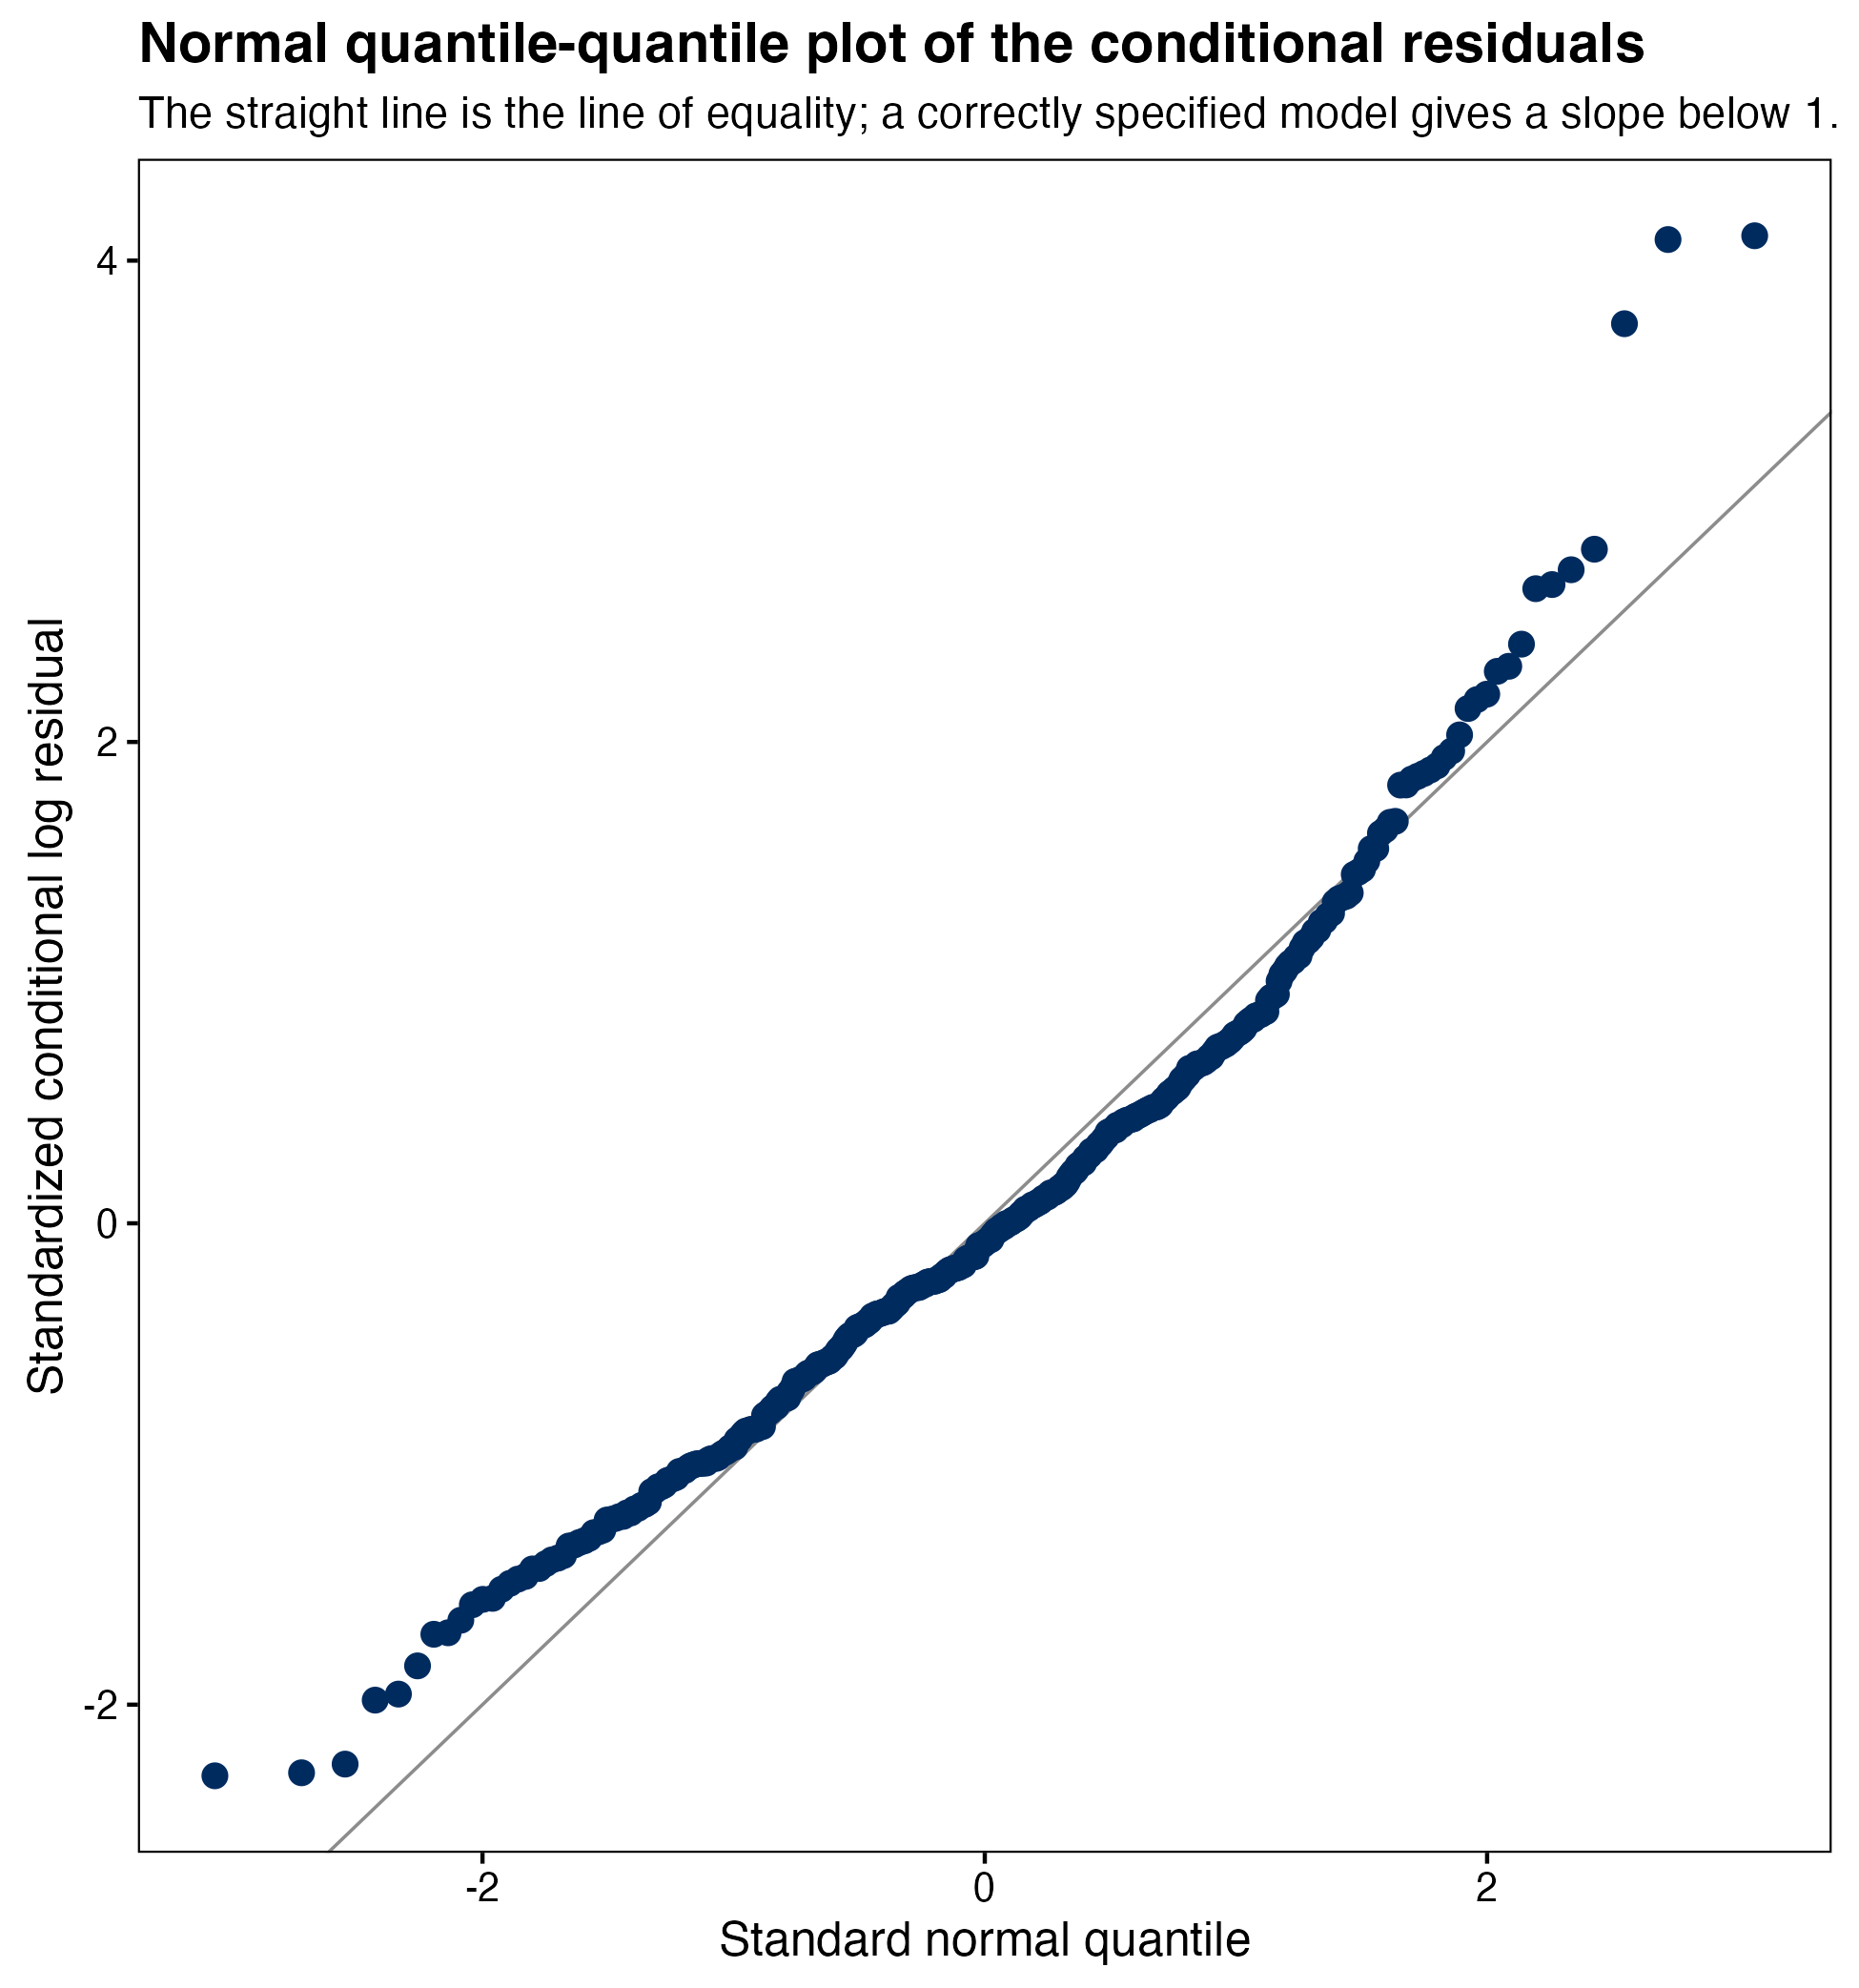 Normal quantile-quantile plot of the conditional residuals
The straight line is the line of equality; a correctly specified model gives a slope below 1.
Standardized conditional log residual
4
2
0
-2
-2
0
2
Standard normal quantile